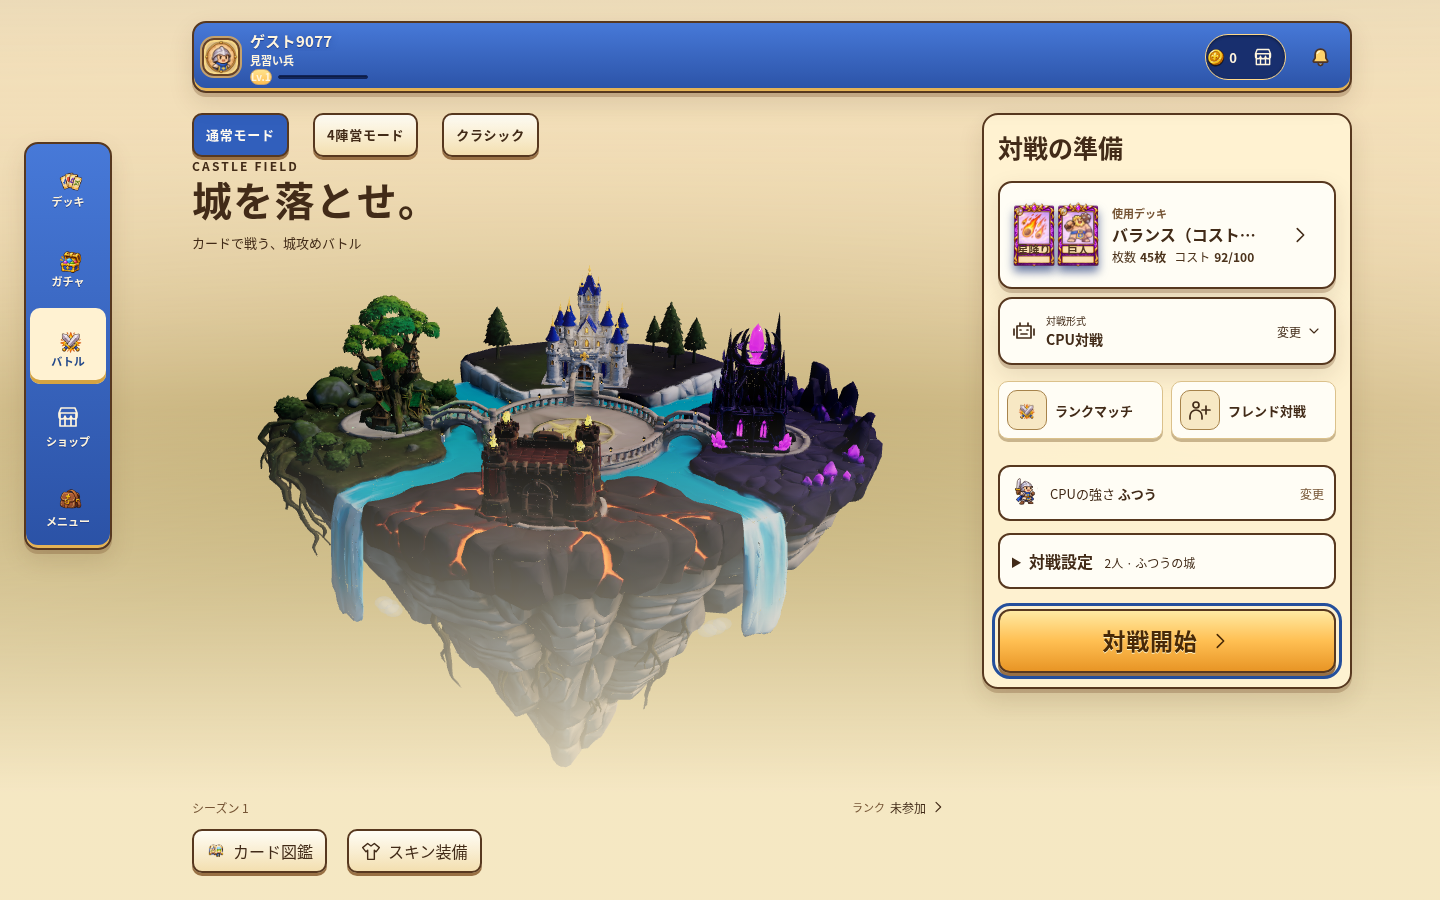 ゲスト9077
見習い兵
Lv.1
0
デッキ
ガチャ
バトル
ショップ
メニュー
通常モード
4陣営モード
クラシック
CASTLE FIELD
城を落とせ。
カードで戦う、城攻めバトル
シーズン 1
ランク 未参加
カード図鑑
スキン装備
対戦の準備
星降り
巨人
使用デッキ
バランス（コスト…
枚数 45枚 コスト 92/100
対戦形式
CPU対戦
変更
ランクマッチ
フレンド対戦
CPUの強さ ふつう
変更
対戦設定 2人 · ふつうの城
対戦開始